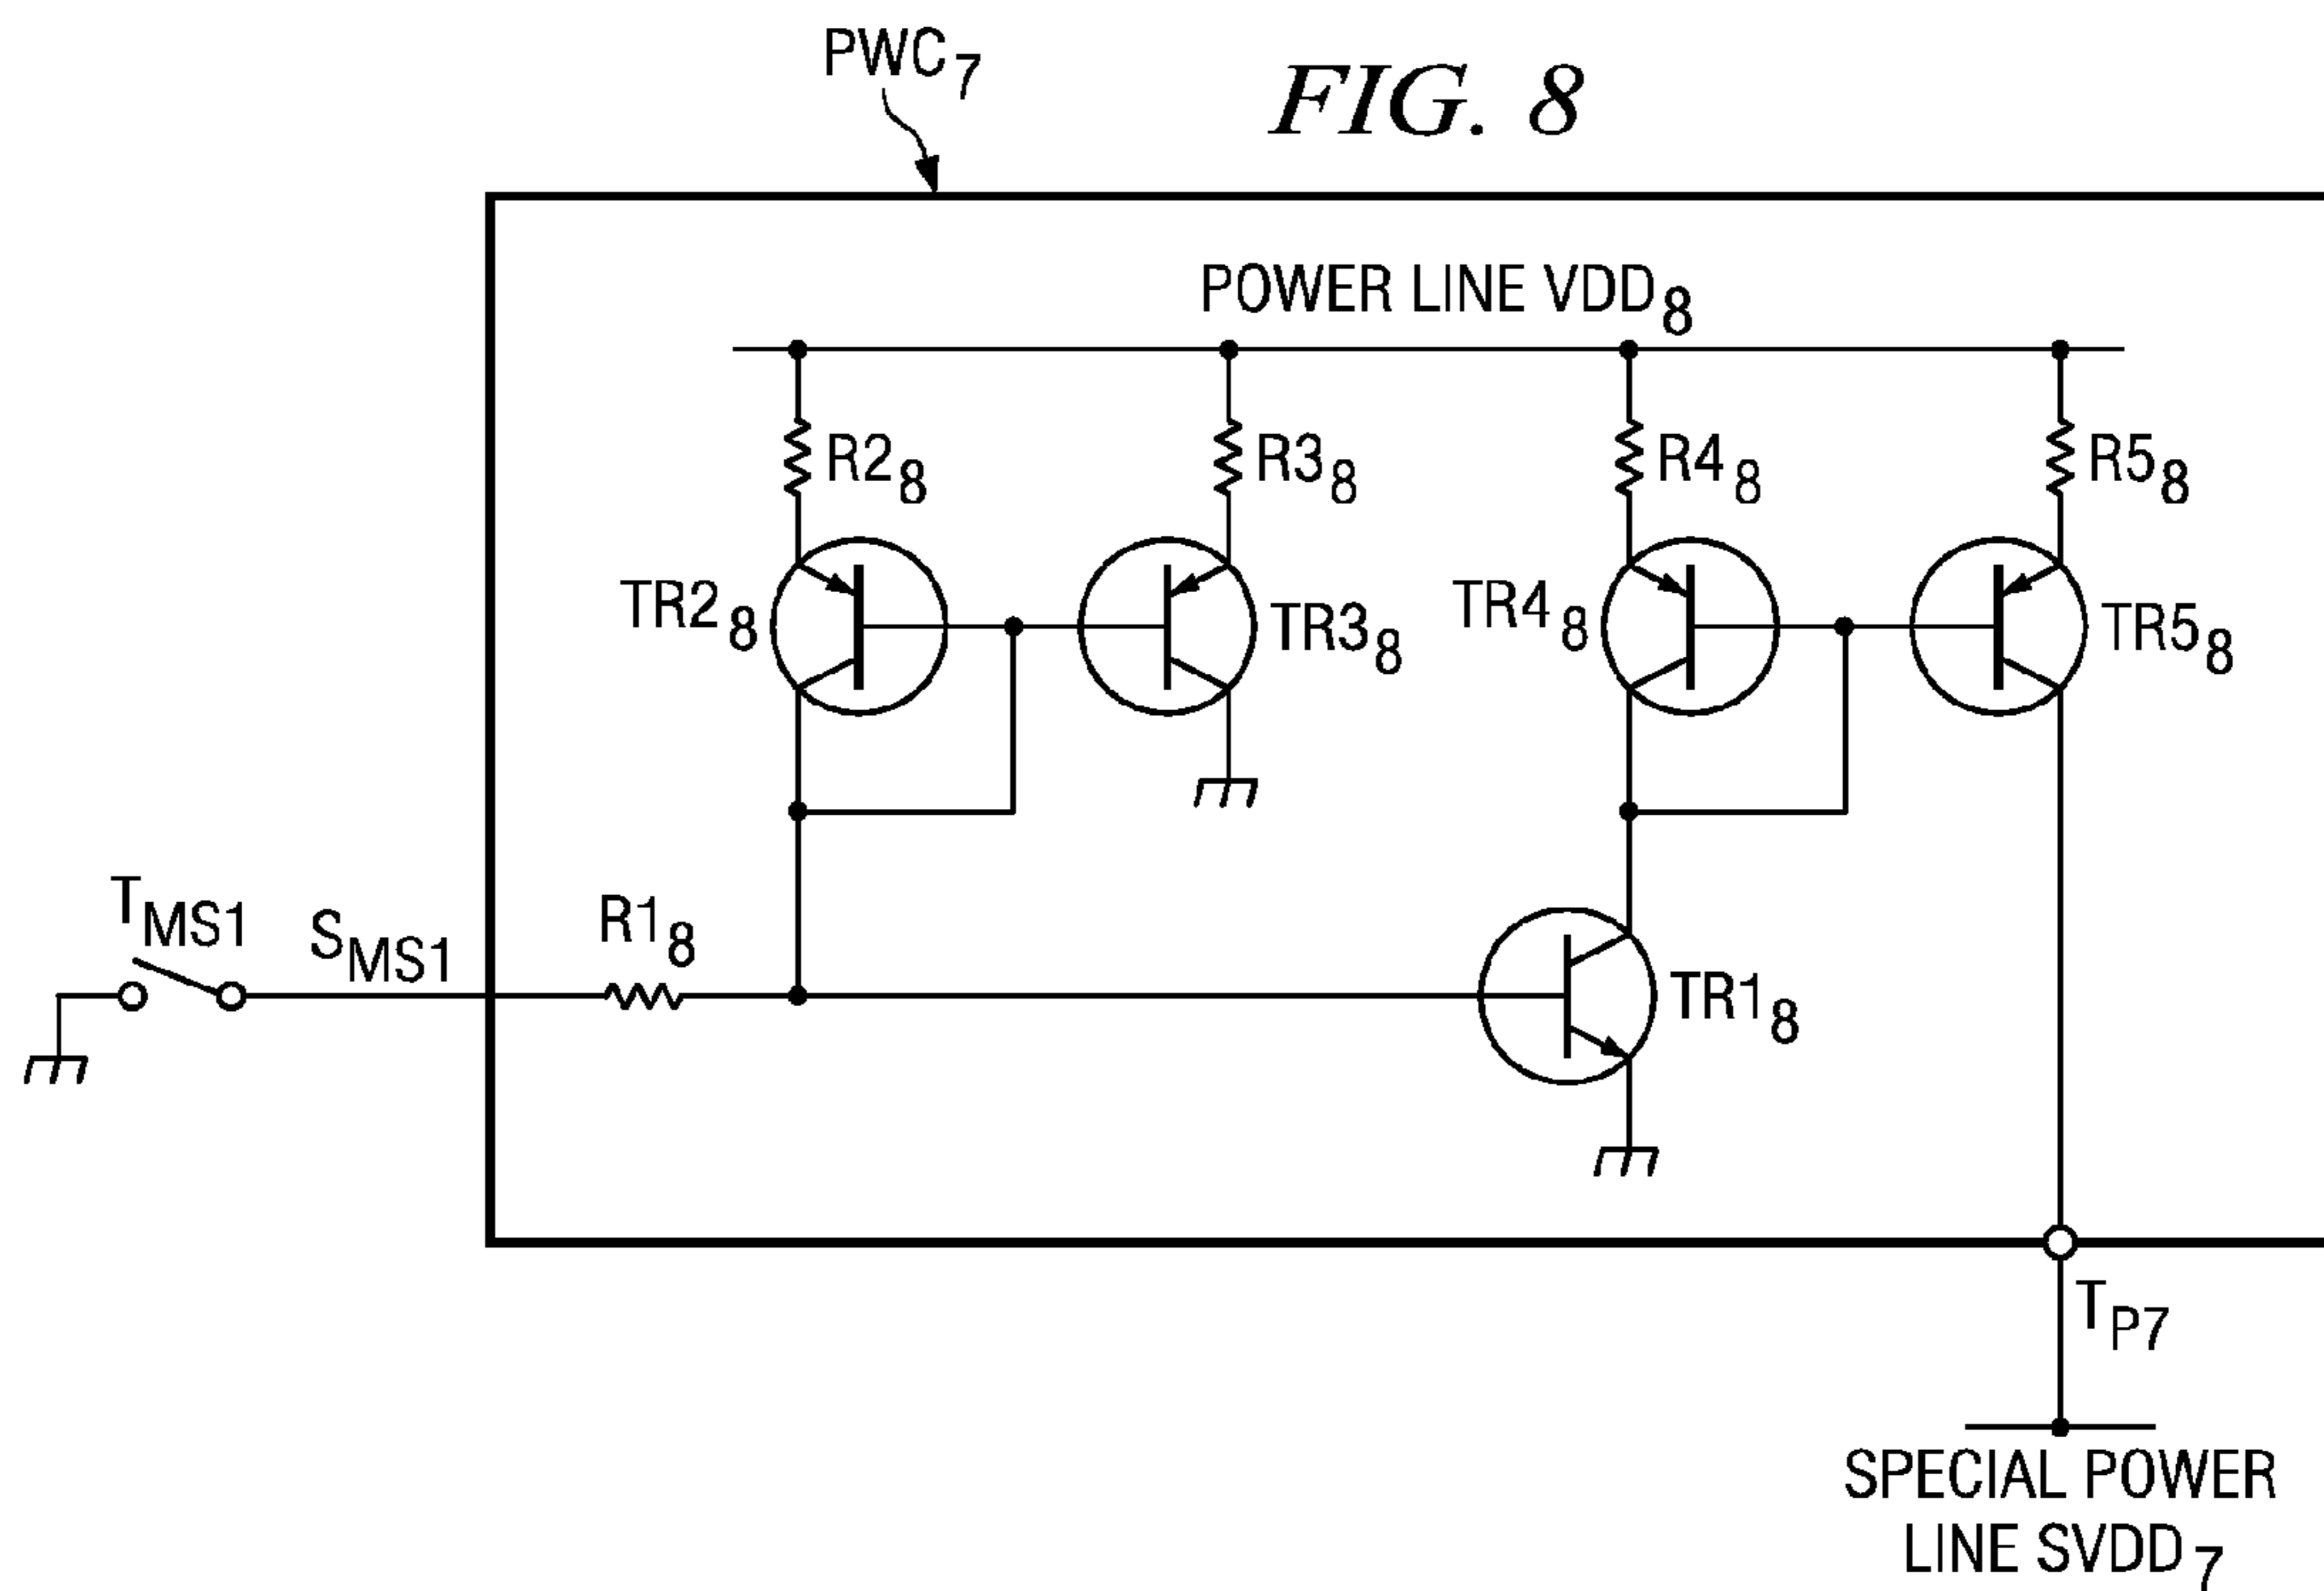 PWC7
FIG. 8
POWER LINE VDD8
R28
R38
R48
R58
TR28
TR38
TR48
TR58
TMS1
SMS1
R18
TR18
TP7
SPECIAL POWER
LINE SVDD7